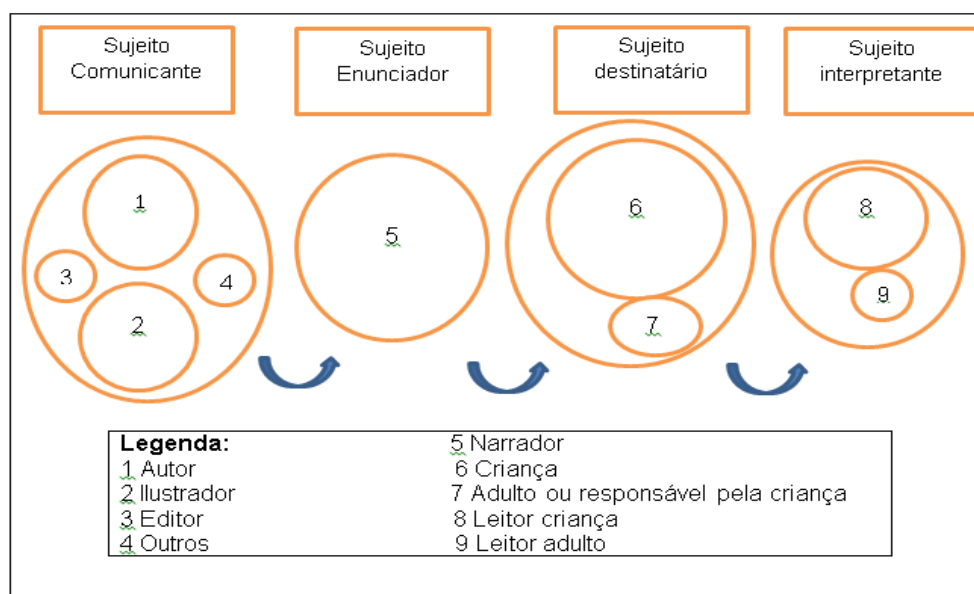 Sujeito
Comunicante
Sujeito
Enunciador
Sujeito
destinatário
Sujeito
interpretante
1
2
3
4
5
6
7
8
9
Legenda:
1 Autor
2 Ilustrador
3 Editor
4 Outros
5 Narrador
6 Criança
7 Adulto ou responsável pela criança
8 Leitor criança
9 Leitor adulto